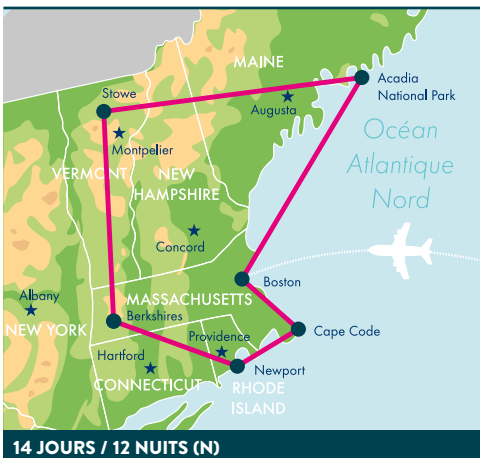 MAINE
Acadia
National Park
Stowe
Augusta
Océan
Atlantique
Nord
Montpelier
VERMONT
NEW
HAMPSHIRE
Concord
Boston
Albany
MASSACHUSETTS
Berkshires
NEW YORK
Cape Code
Providence
Hartford
Newport
CONNECTICUT
RHODE
ISLAND
14 JOURS / 12 NUITS (N)